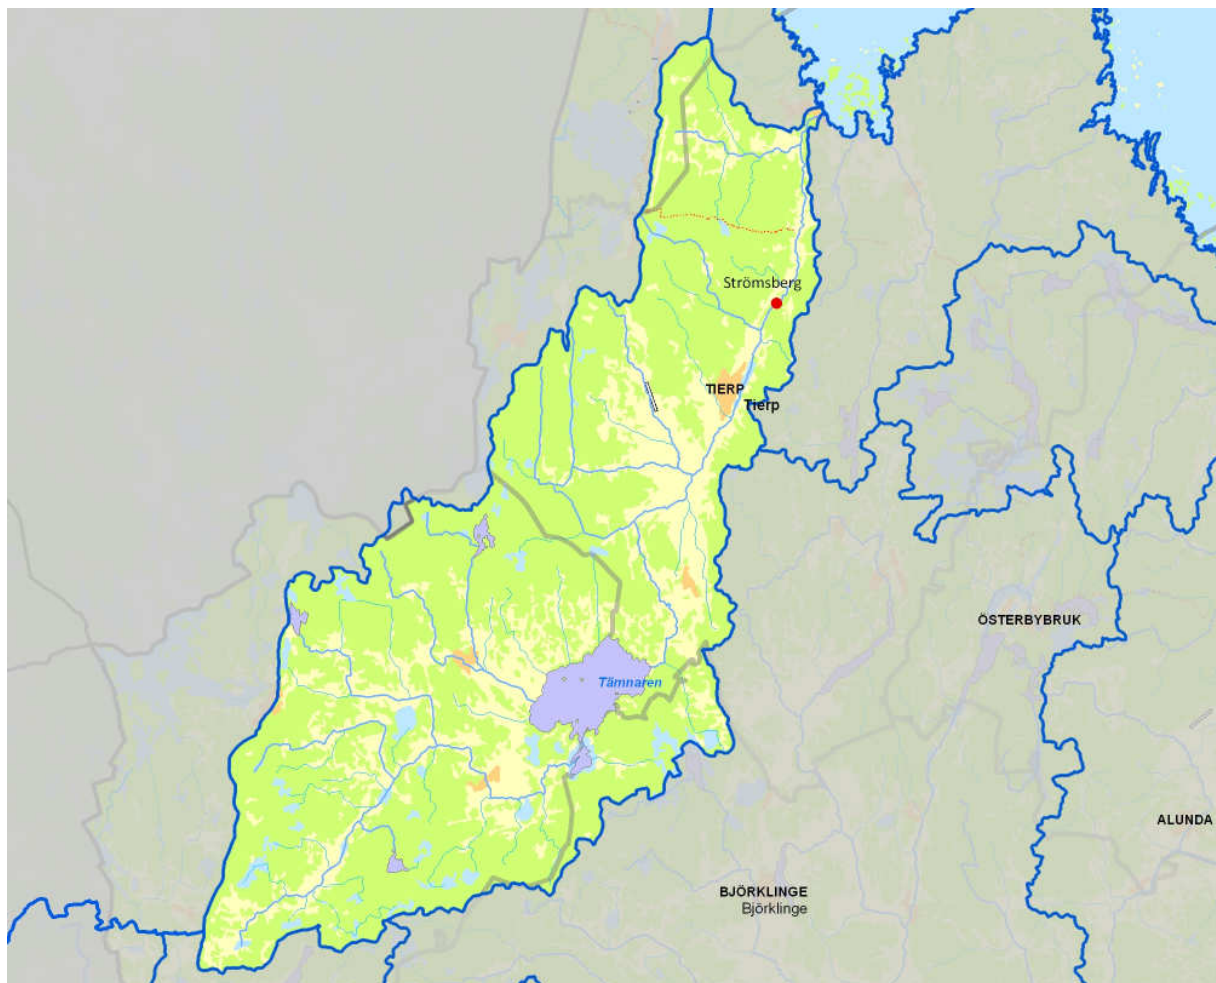 Strömsberg
TIERP
Tierp
ÖSTERBYBRUK
Tämnaren
ALUNDA
BJÖRKLINGE
Björklinge